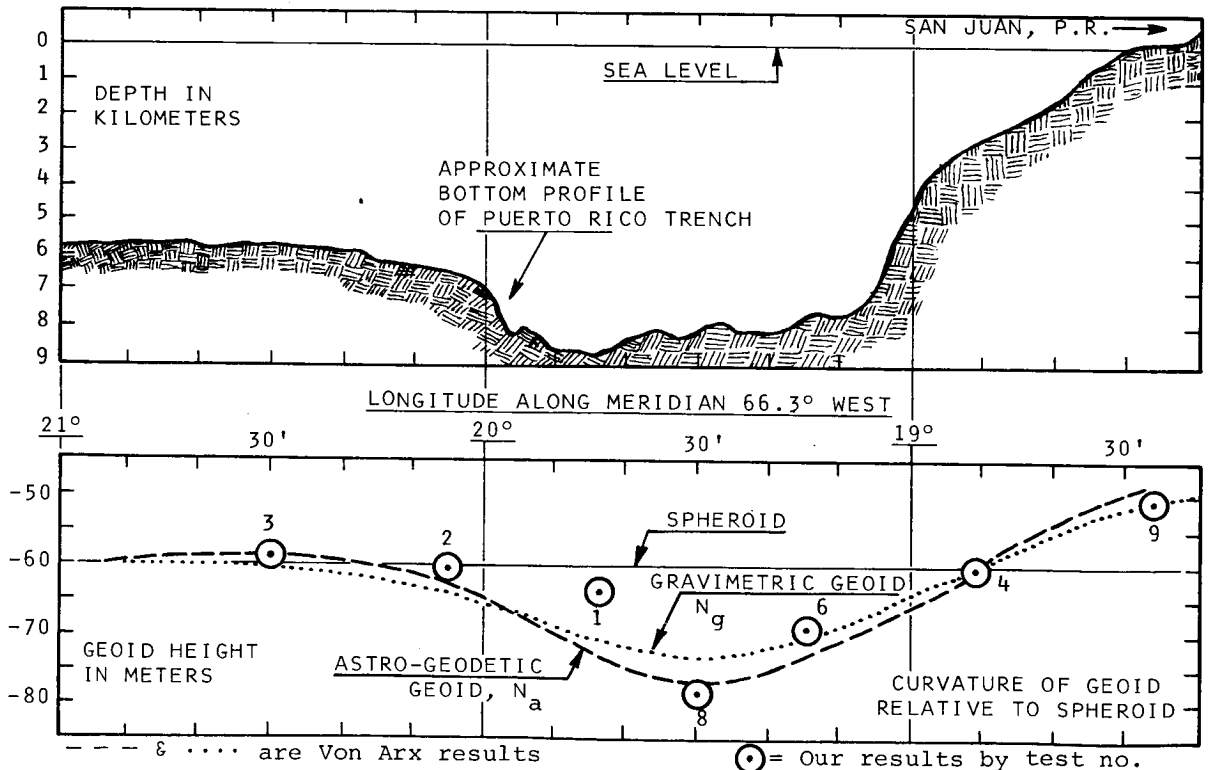 SAN JUAN, P.R.
0
SEA LEVEL
1
DEPTH IN
KILOMETERS
2
3
4
5
6
7
8
9
APPROXIMATE
BOTTOM PROFILE
OF PUERTO RICO TRENCH
LONGITUDE ALONG MERIDIAN 66.3° WEST
21° 30' 20° 30' 19° 30'
-50
-60
-70
-80
3
2
SPHEROID
GRAVIMETRIC GEOID
Ng
1
6
4
9
8
GEOID HEIGHT
IN METERS
ASTRO-GEODETIC
GEOID, Na
CURVATURE OF GEOID
RELATIVE TO SPHEROID
--- & .... are Von Arx results
⊙= Our results by test no.